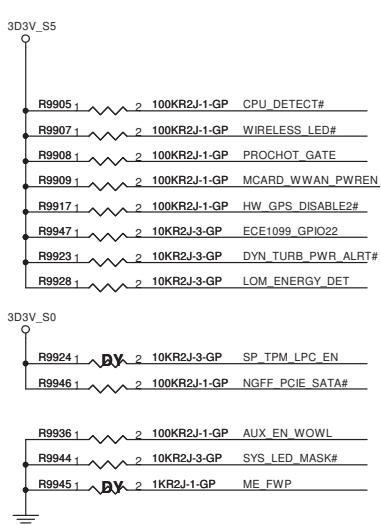 3D3V_S5
R9905 1 2 100KR2J-1-GP CPU_DETECT#
R9907 1 2 100KR2J-1-GP WIRELESS_LED#
R9908 1 2 100KR2J-1-GP PROCHOT_GATE
R9909 1 2 100KR2J-1-GP MCARD_WWAN_PWREN
R9917 1 2 100KR2J-1-GP HW_GPS_DISABLE2#
R9947 1 2 10KR2J-3-GP ECE1099_GPIO22
R9923 1 2 10KR2J-3-GP DYN_TURB_PWR_ALRT#
R9928 1 2 10KR2J-3-GP LOM_ENERGY_DET
3D3V_S0
R9924 1 DY 2 10KR2J-3-GP SP_TPM_LPC_EN
R9946 1 2 100KR2J-1-GP NGFF_PCIE_SATA#
R9936 1 2 100KR2J-1-GP AUX_EN_WOWL
R9944 1 2 10KR2J-3-GP SYS_LED_MASK#
R9945 1 DY 2 1KR2J-1-GP ME_FWP